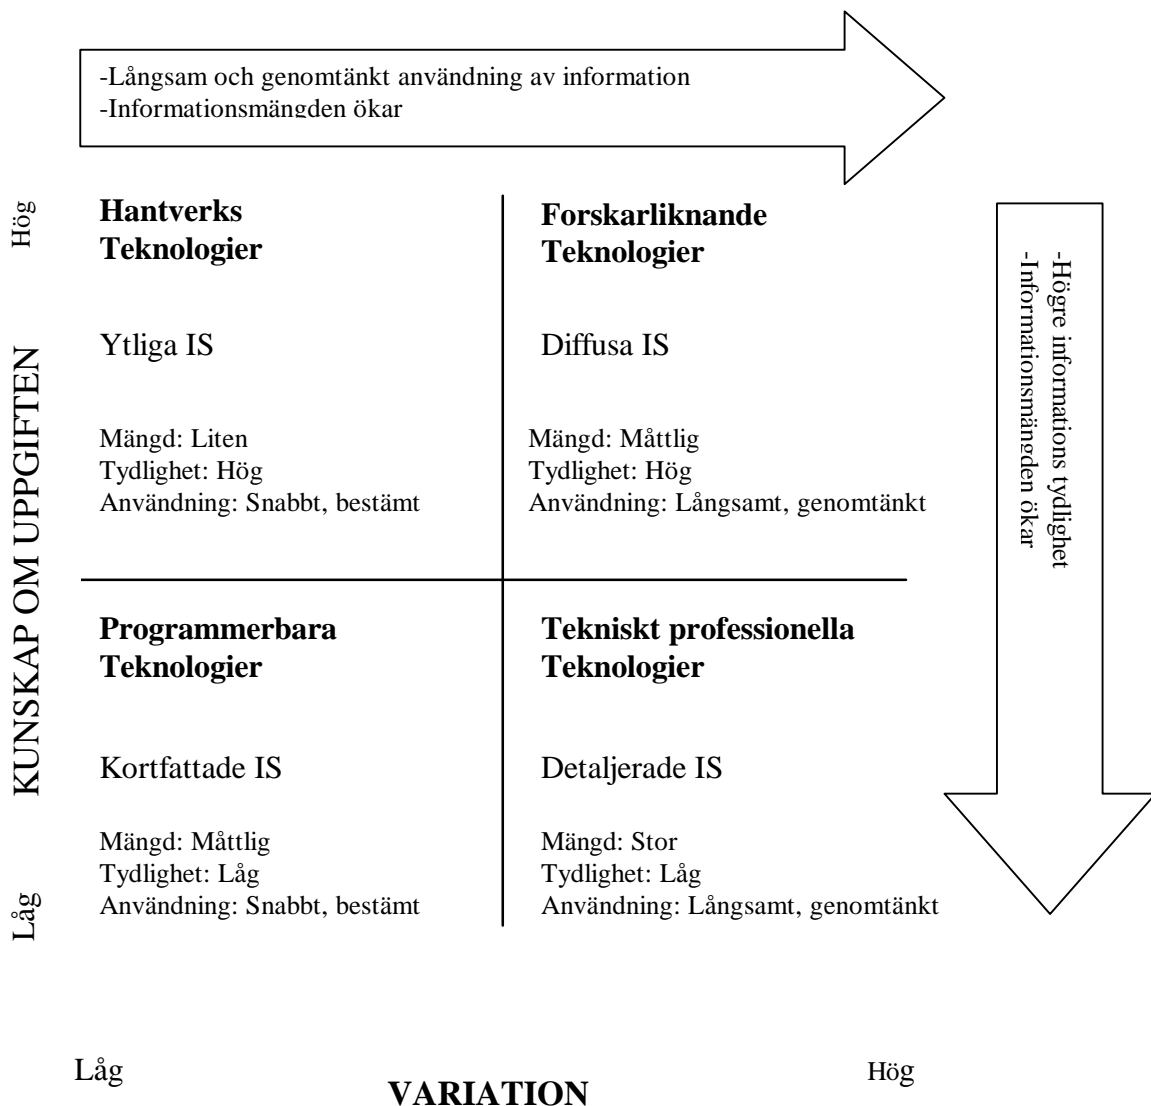 -Långsam och genomtänkt användning av information
-Informationsmängden ökar
Hög
KUNSKAP OM UPPGIFTEN
Låg
Hantverks
Teknologier
Ytliga IS
Mängd: Liten
Tydlighet: Hög
Användning: Snabbt, bestämt
Forskarliknande
Teknologier
Diffusa IS
Mängd: Måttlig
Tydlighet: Hög
Användning: Långsamt, genomtänkt
-Högre informations tydlighet
-Informationsmängden ökar
Programmerbara
Teknologier
Kortfattade IS
Mängd: Måttlig
Tydlighet: Låg
Användning: Snabbt, bestämt
Tekniskt professionella
Teknologier
Detaljerade IS
Mängd: Stor
Tydlighet: Låg
Användning: Långsamt, genomtänkt
Låg
VARIATION
Hög